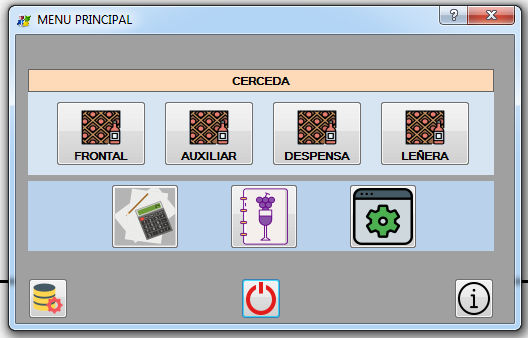 MENU PRINCIPAL
?
CERCEDA
FRONTAL
AUXILIAR
DESPENSA
LEÑERA
i